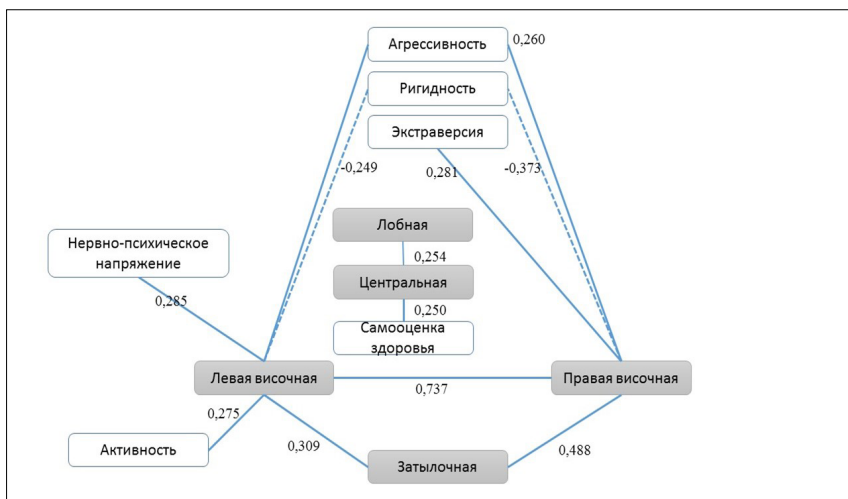 Агрессивность
0,260
Ригидность
Экстраверсия
-0,249
0,281
-0,373
Лобная
0,254
Нервно-психическое
напряжение
Центральная
0,285
0,250
Самооценка
здоровья
Левая височная
0,737
Правая височная
0,275
Активность
0,309
Затылочная
0,488